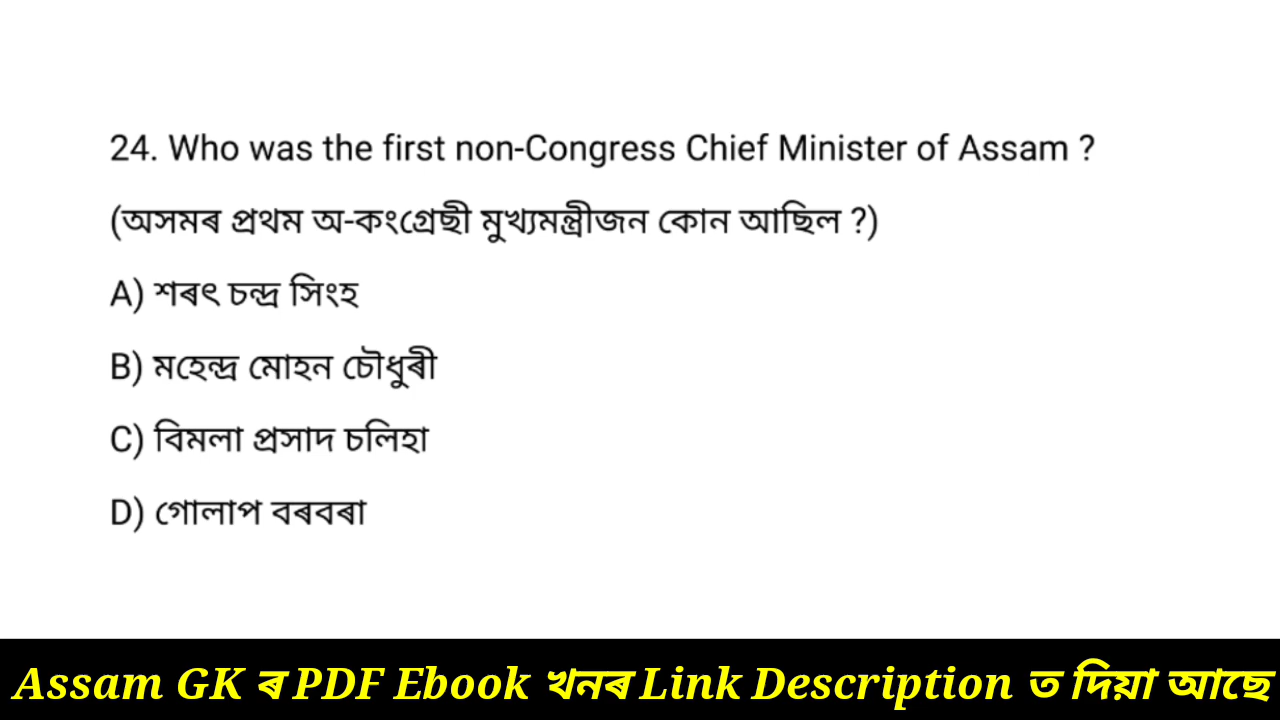 24. Who was the first non-Congress Chief Minister of Assam ?
(অসমৰ প্ৰথম অ-কংগ্ৰেছী মুখ্যমন্ত্ৰীজন কোন আছিল ?)
A) শৰৎ চন্দ্ৰ সিংহ
B) মহেন্দ্ৰ মোহন চৌধুৰী
C) বিমলা প্ৰসাদ চলিহা
D) গোলাপ বৰবৰা
Assam GK ৰ PDF Ebook খনৰ Link Description ত দিয়া আছে